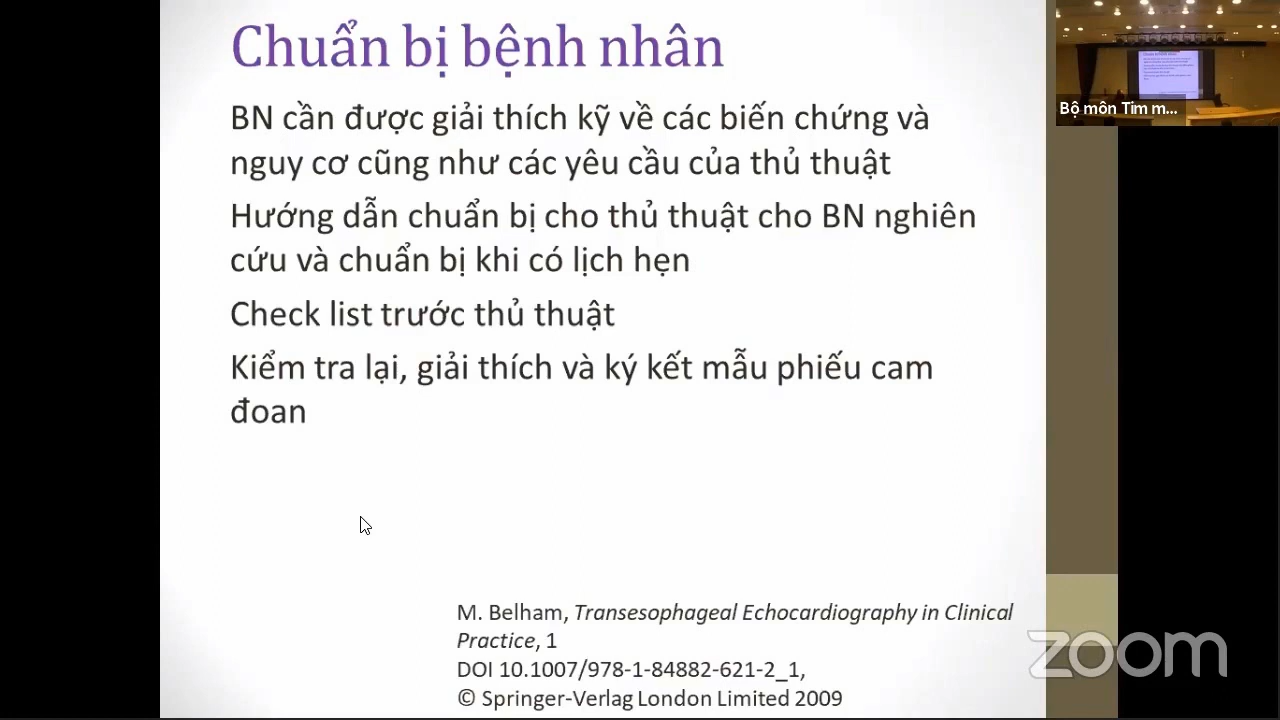 Chuẩn bị bệnh nhân
BN cần được giải thích kỹ về các biến chứng và
nguy cơ cũng như các yêu cầu của thủ thuật
Hướng dẫn chuẩn bị cho thủ thuật cho BN nghiên
cứu và chuẩn bị khi có lịch hẹn
Check list trước thủ thuật
Kiểm tra lại, giải thích và ký kết mẫu phiếu cam
đoan
M. Belham, Transesophageal Echocardiography in Clinical
Practice, 1
DOI 10.1007/978-1-84882-621-2_1,
© Springer-Verlag London Limited 2009
Bộ môn Tim m...
zoom